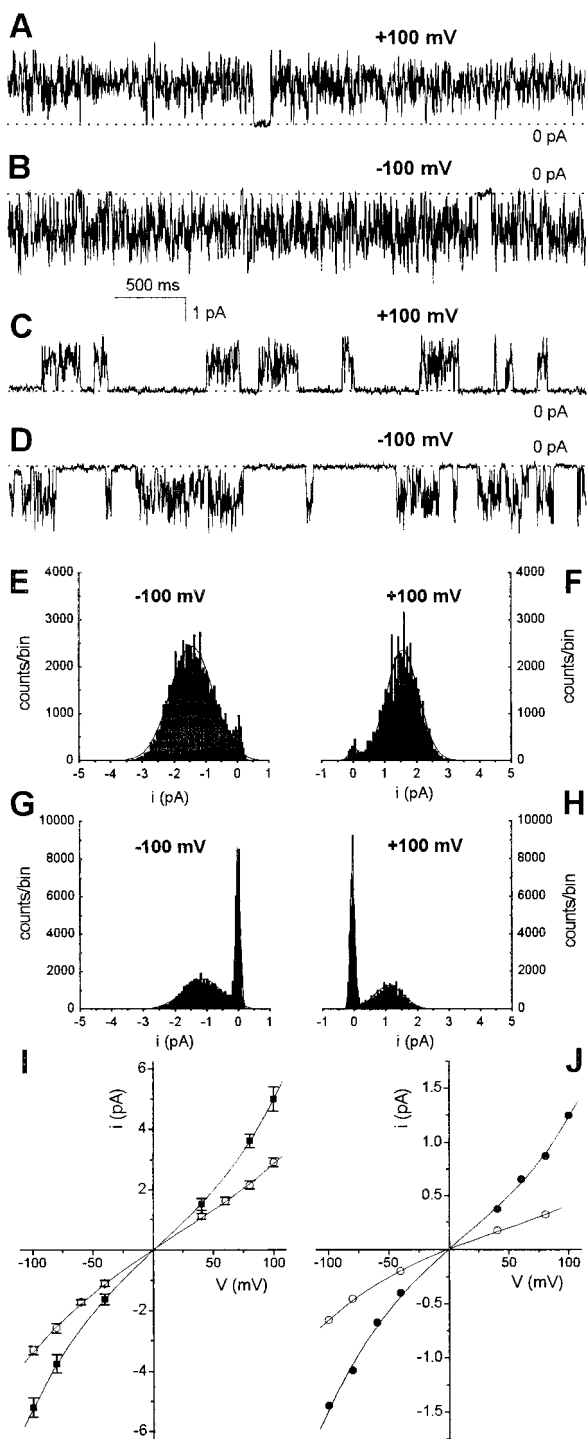 A
+100 mV
0 pA
B
-100 mV
0 pA
500 ms
1 pA
C
+100 mV
0 pA
D
-100 mV
0 pA
E
F
4000
3000
2000
1000
0
counts/bin
-100 mV
-5 -4 -3 -2 -1 0 1
i (pA)
+100 mV
4000
3000
2000
1000
0
counts/bin
-1 0 1 2 3 4 5
i (pA)
G
H
10000
8000
6000
4000
2000
0
counts/bin
-100 mV
-5 -4 -3 -2 -1 0 1
i (pA)
+100 mV
10000
8000
6000
4000
2000
0
counts/bin
-1 0 1 2 3 4 5
i (pA)
I
J
i (pA)
6
4
2
-100 -50 50 100
V (mV)
-2
-4
-6
i (pA)
1.5
1.0
0.5
-100 -50 50 100
V (mV)
-0.5
-1.0
-1.5